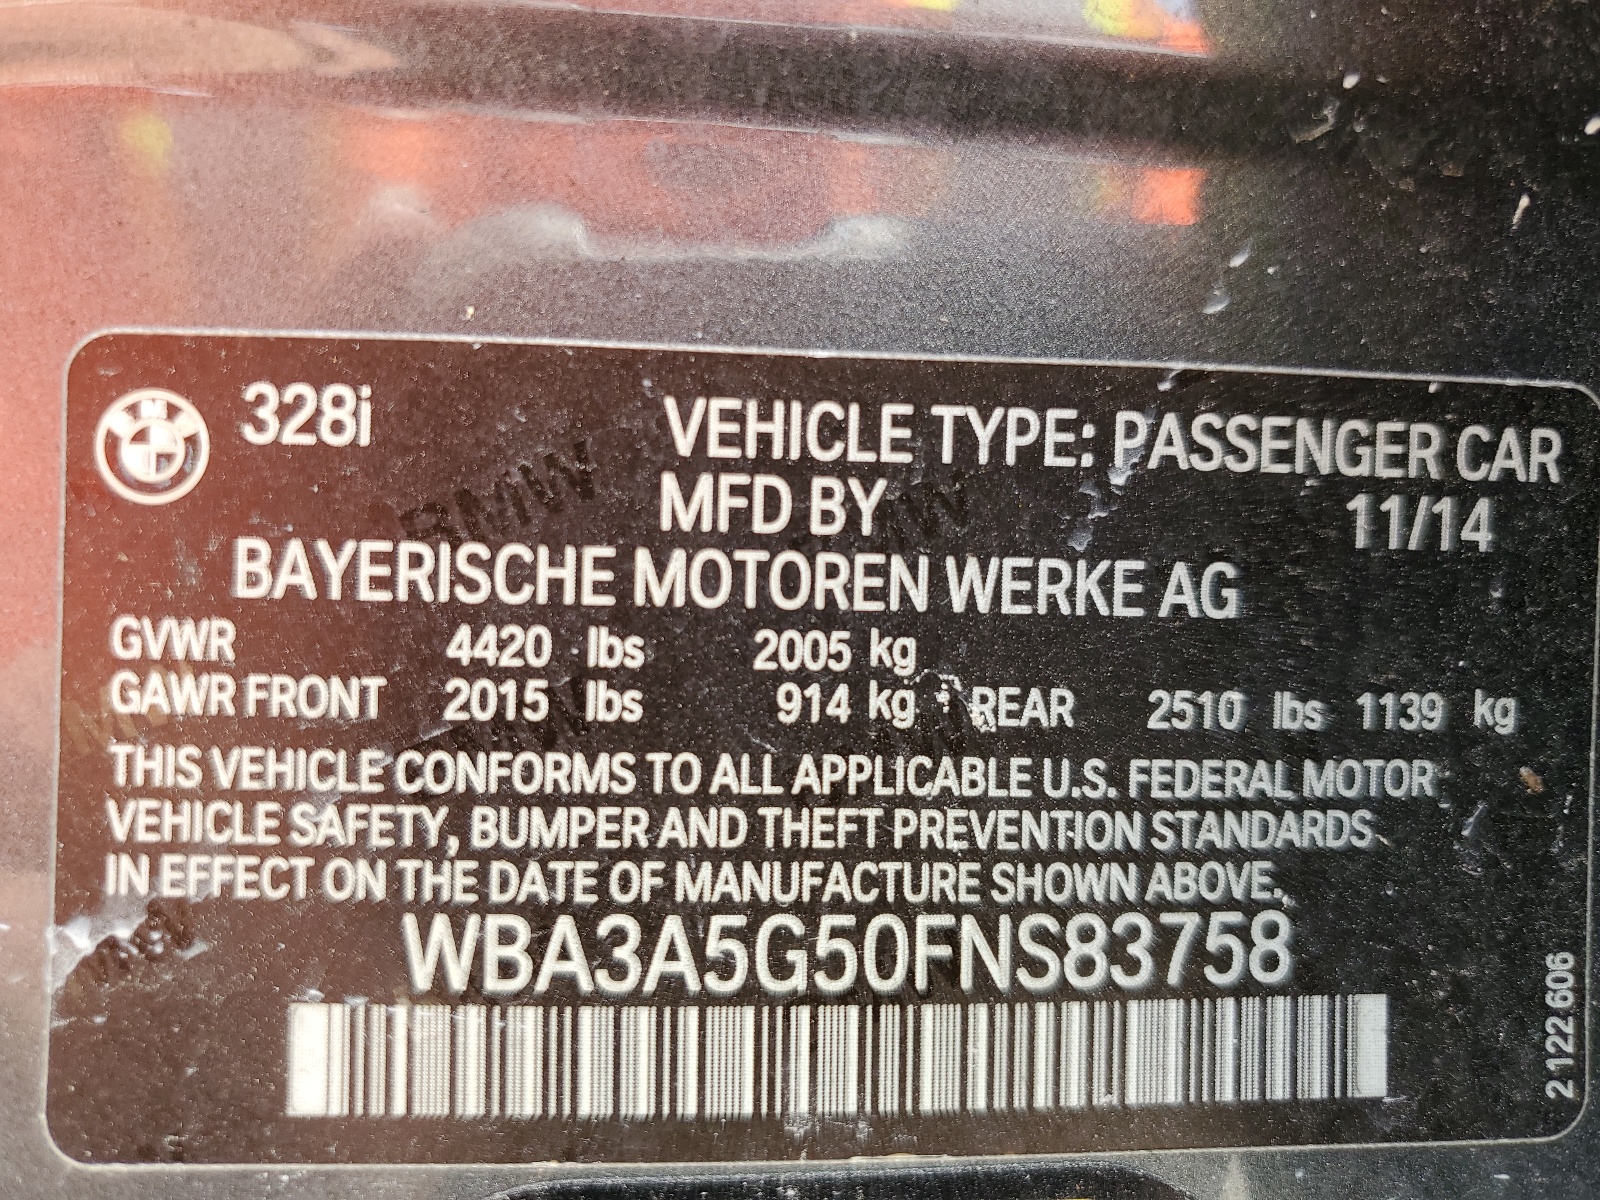 BMW 328i
VEHICLE TYPE: PASSENGER CAR
MFD BY 11/14
BAYERISCHE MOTOREN WERKE AG
GVWR 4420 lbs 2005 kg
GAWR FRONT 2015 lbs 914 kg REAR 2510 lbs 1139 kg
THIS VEHICLE CONFORMS TO ALL APPLICABLE U.S. FEDERAL MOTOR
VEHICLE SAFETY, BUMPER AND THEFT PREVENTION STANDARDS
IN EFFECT ON THE DATE OF MANUFACTURE SHOWN ABOVE.
WBA3A5G50FNS83758
2 122 606
BMW